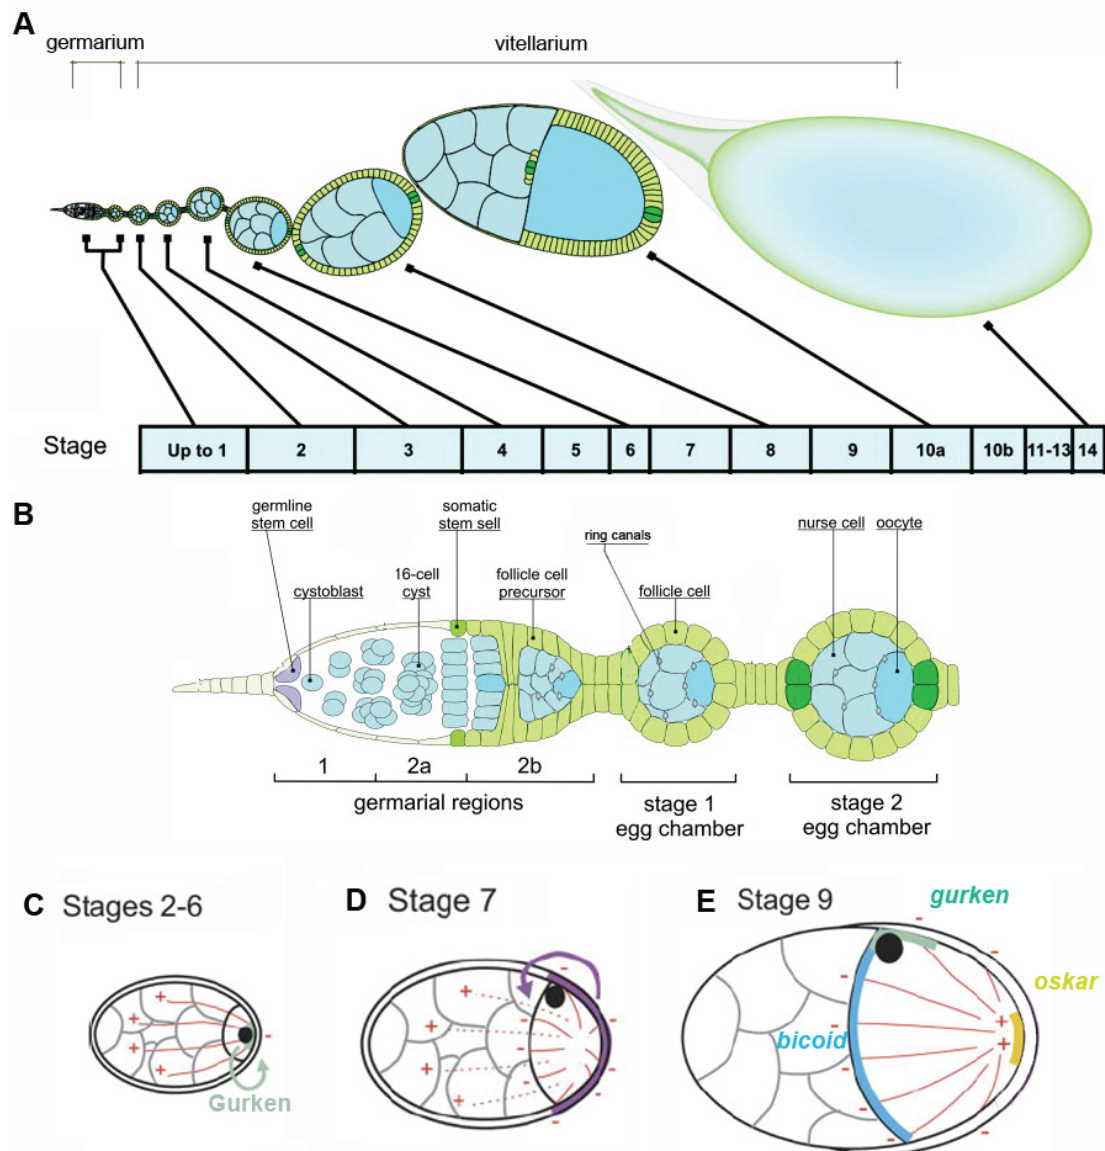 A
germarium
vitellarium
Stage
Up to 1 2 3 4 5 6 7 8 9 10a 10b 11-13 14
B
germline
stem cell
cystoblast
16-cell
cyst
somatic
stem sell
follicle cell
precursor
ring canals
follicle cell
nurse cell
oocyte
1 2a 2b
germarial regions
stage 1
egg chamber
stage 2
egg chamber
C Stages 2-6
+
+
+
-
Gurken
D Stage 7
+
+
+
+
-
-
-
-
-
-
E Stage 9
gurken
oskar
bicoid
+
+
-
-
-
-
-
-
-
-